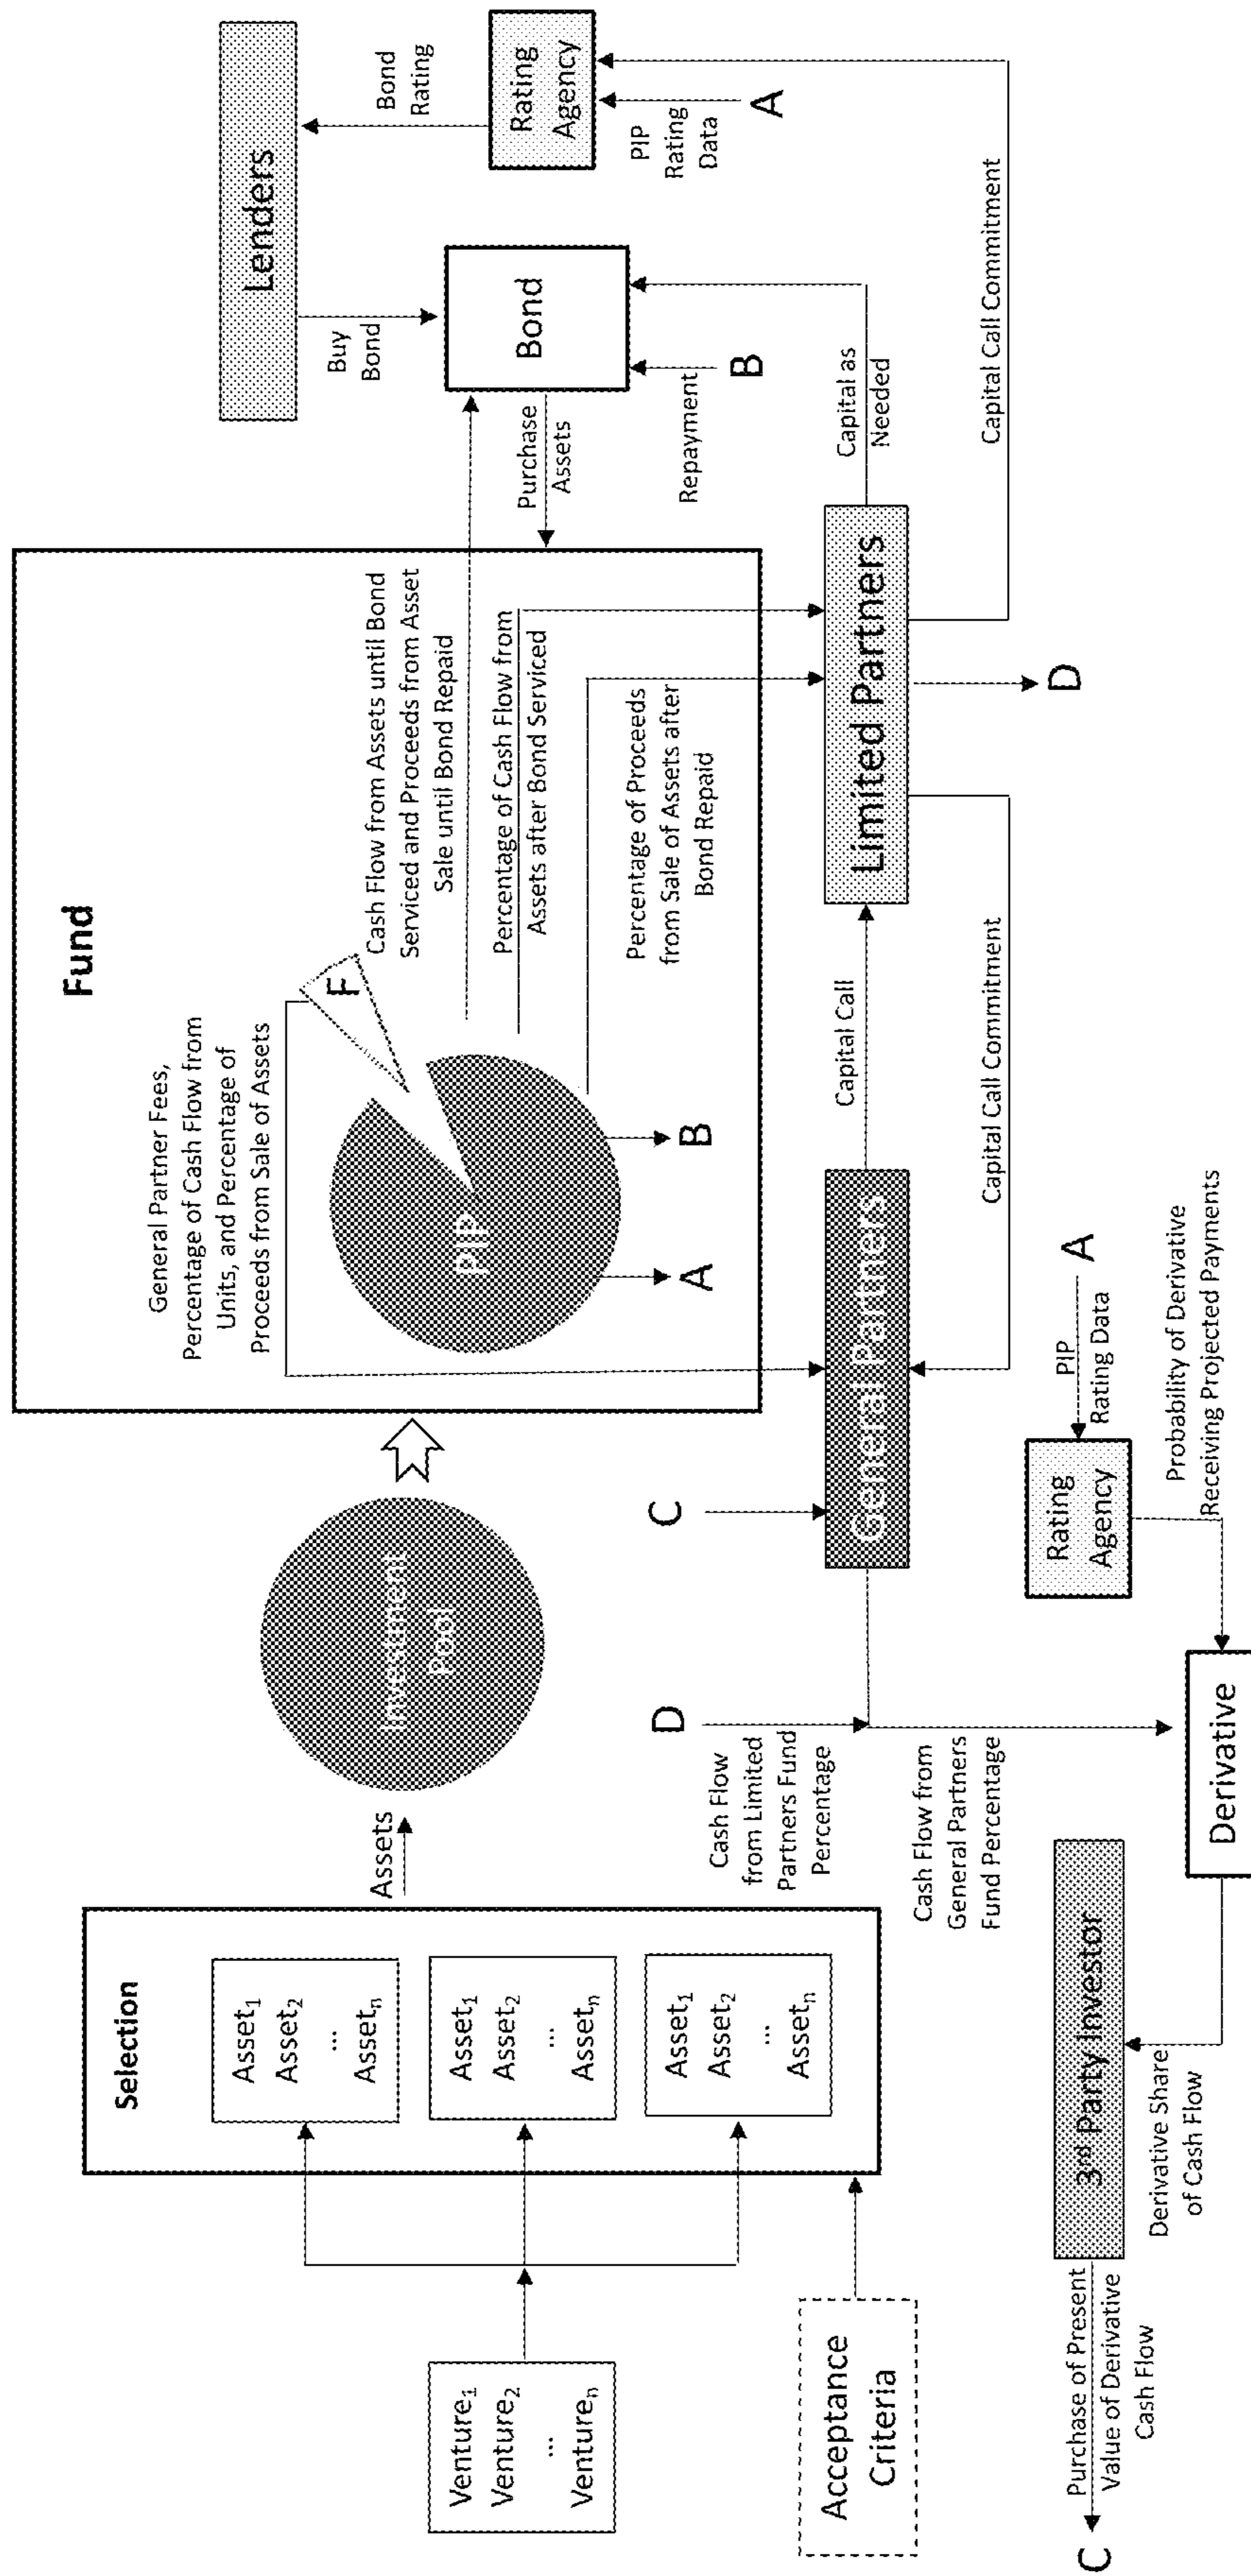 Selection
Asset₁
Asset₂
...
Assetₙ
Asset₁
Asset₂
...
Assetₙ
Asset₁
Asset₂
...
Assetₙ
Venture₁
Venture₂
...
Ventureₙ
Acceptance
Criteria
Assets
Investment
Pool
Fund
General Partner Fees,
Percentage of Cash Flow from
Units, and Percentage of
Proceeds from Sale of Assets
F
PIP
A
B
Cash Flow from Assets until Bond
Serviced and Proceeds from Asset
Sale until Bond Repaid
Percentage of Cash Flow from
Assets after Bond Serviced
Percentage of Proceeds
from Sale of Assets after
Bond Repaid
Lenders
Buy
Bond
Bond
Rating
Bond
Rating
Agency
Purchase
Assets
Repayment
B
PIP
Rating
Data
A
Capital as
Needed
Capital Call Commitment
Limited Partners
D
Capital Call
Capital Call Commitment
General Partners
C
D
Cash Flow
from Limited
Partners Fund
Percentage
Cash Flow from
General Partners
Fund Percentage
Rating
Agency
PIP
Rating Data
A
Probability of Derivative
Receiving Projected Payments
Derivative
3rd Party Investor
Derivative Share
of Cash Flow
Purchase of Present
Value of Derivative
Cash Flow
C